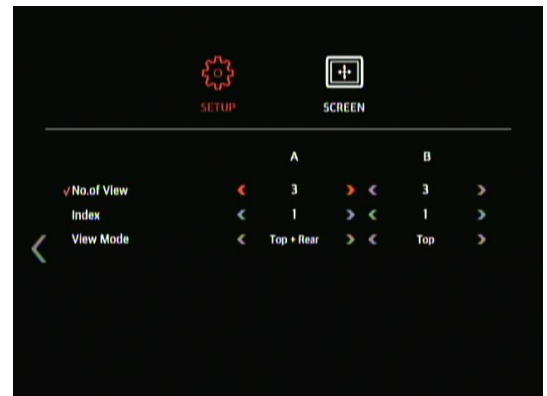 SETUP SCREEN
A B
No.of View 3 3
Index 1 1
View Mode Top + Rear Top